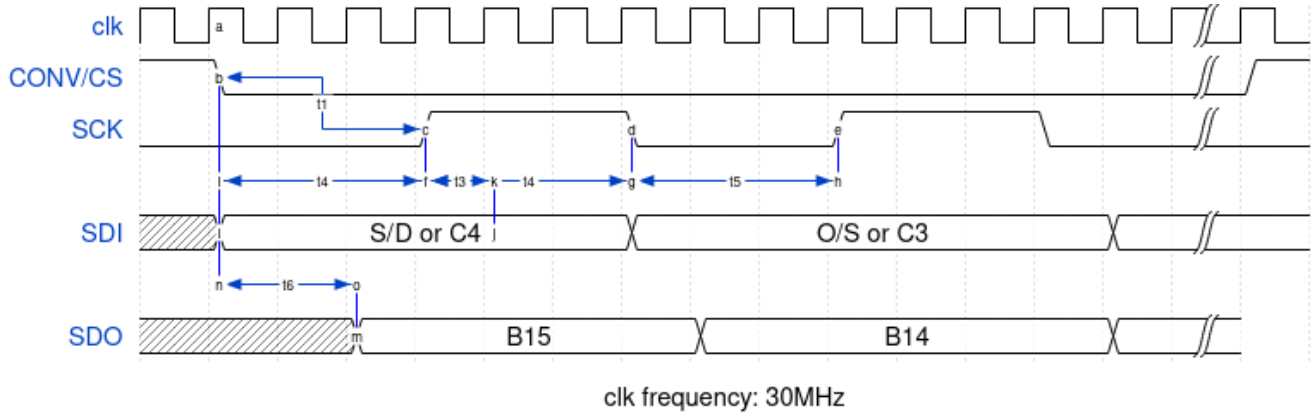 clk a
CONV/CS b
t1
SCK c d e
l t4 f t3 k t4 g t5 h
SDI i S/D or C4 j O/S or C3
n t6 o
SDO m B15 B14
clk frequency: 30MHz